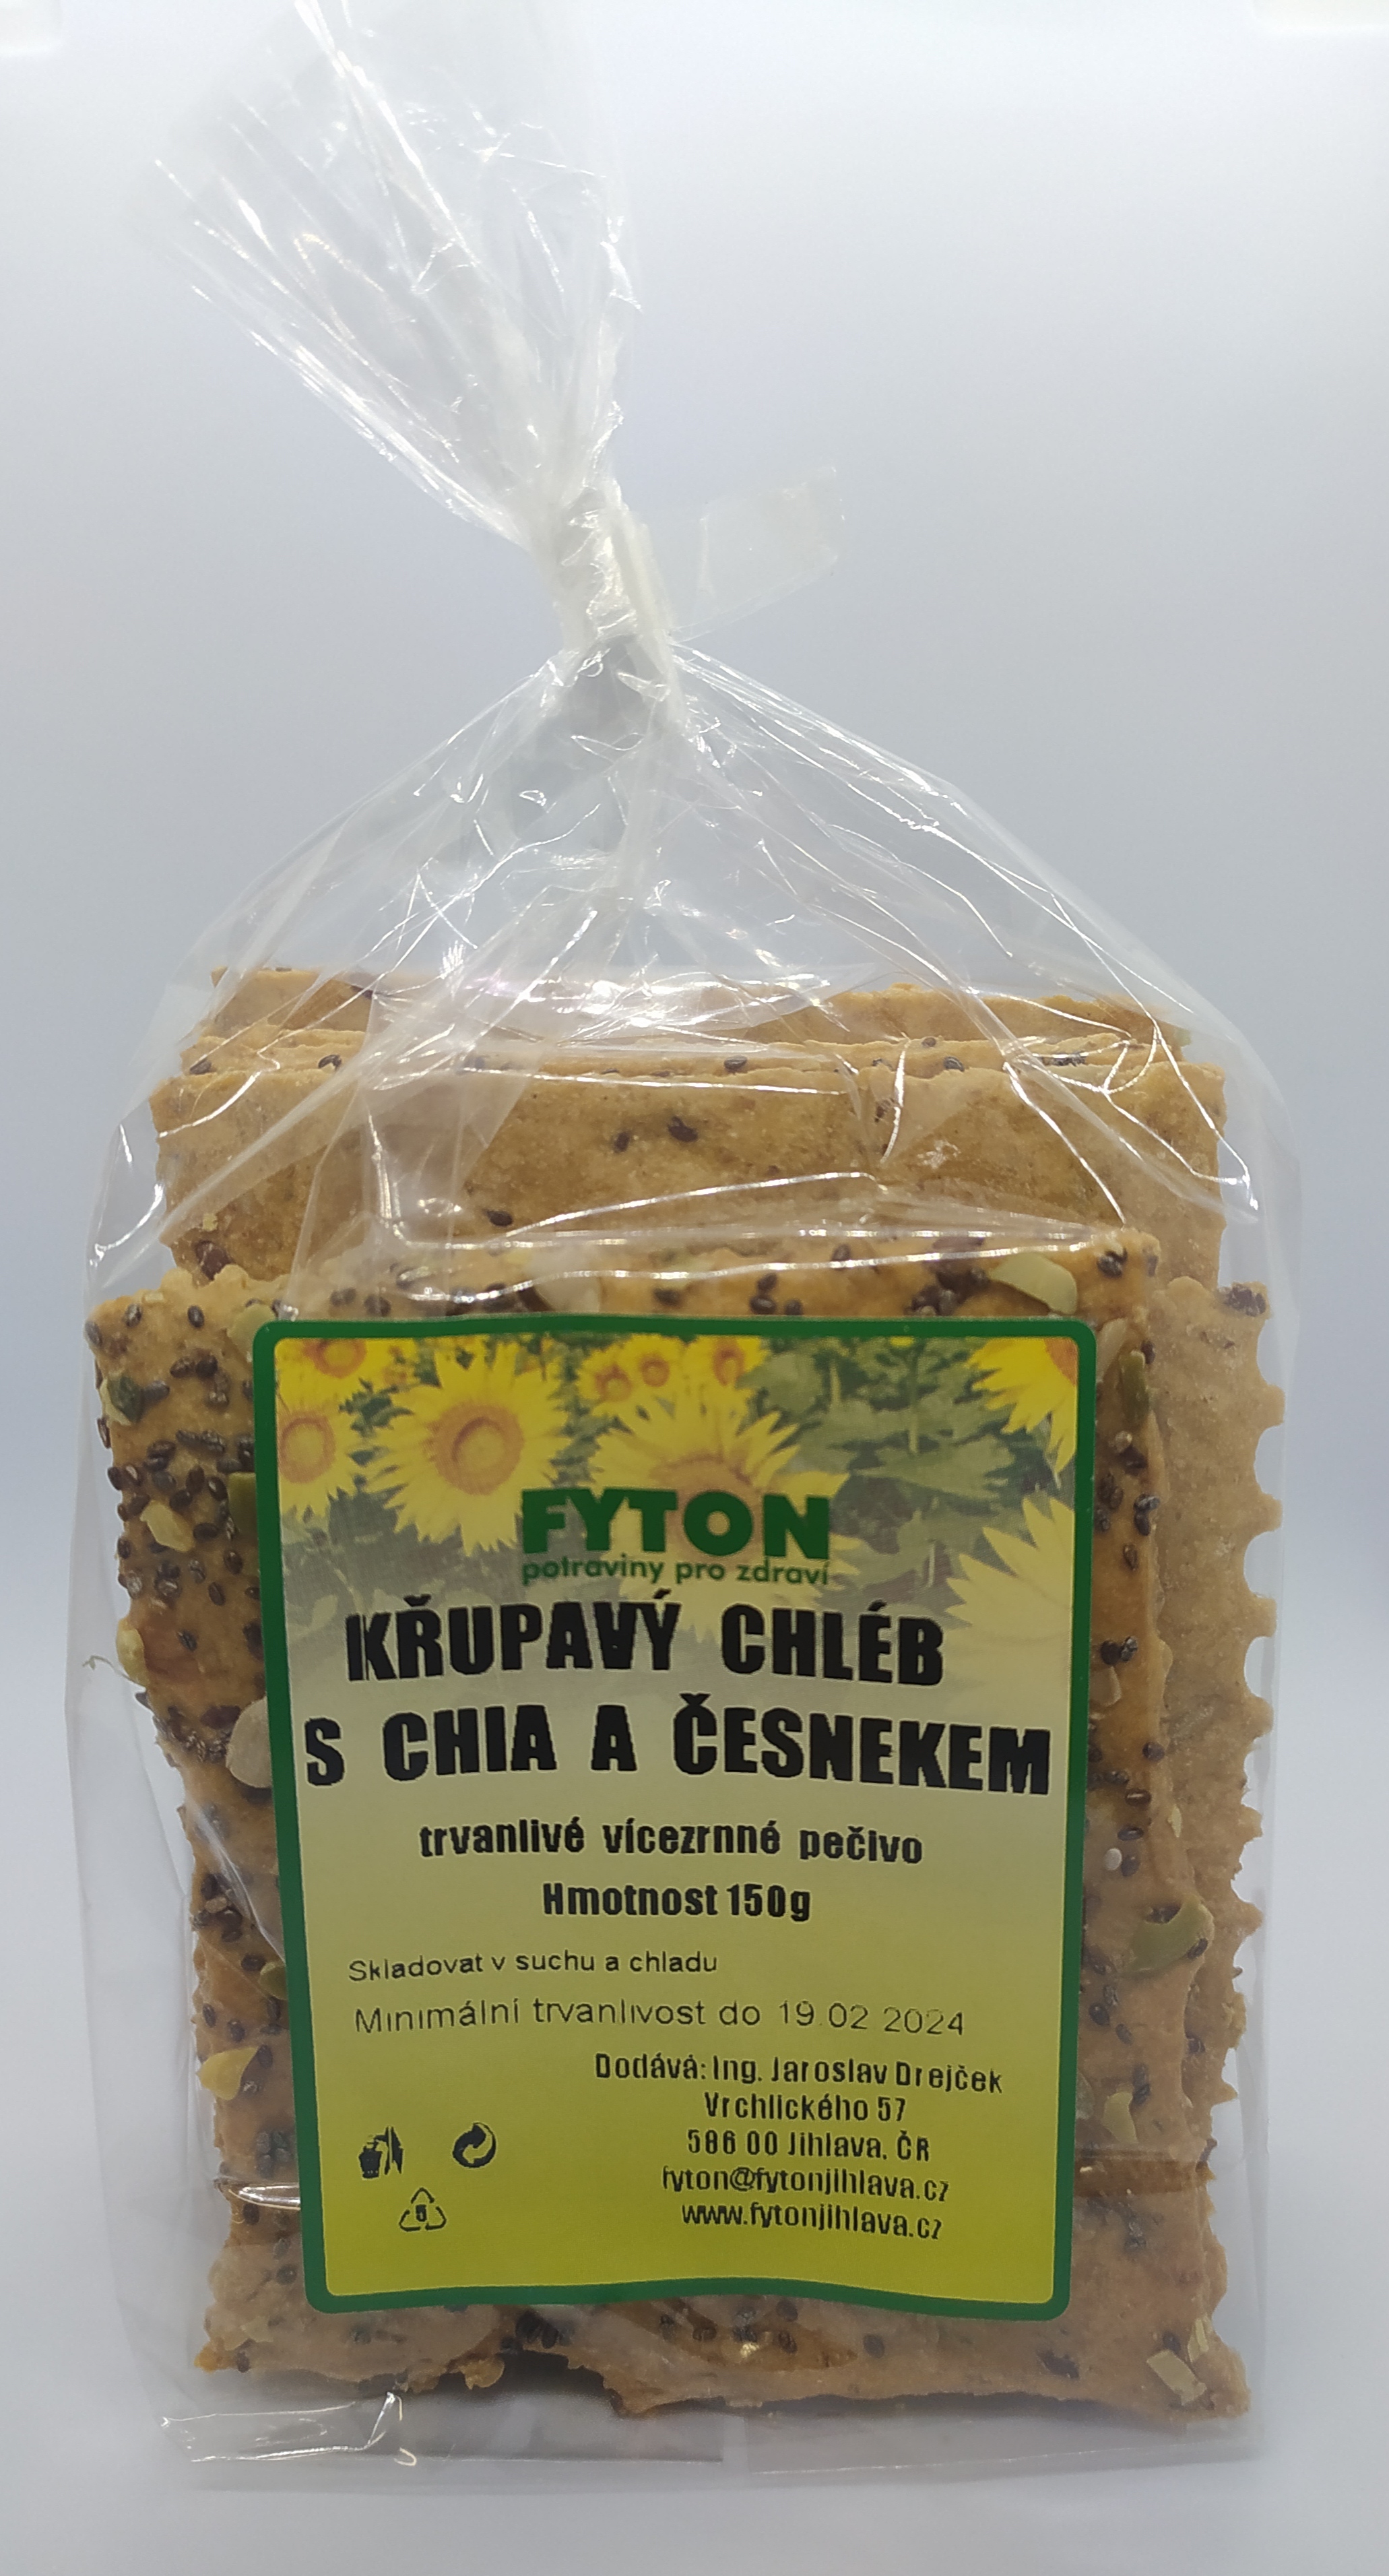 FYTON
potraviny pro zdraví
KŘUPAVÝ CHLÉB
S CHIA A ČESNEKEM
trvanlivé vícezrnné pečivo
Hmotnost 150g
Skladovat v suchu a chladu
Minimální trvanlivost do 19.02 2024
Dodává: Ing. Jaroslav Drejček
Vrchlického 57
586 00 Jihlava, ČR
fyton@fytonjihlava.cz
www.fytonjihlava.cz
5